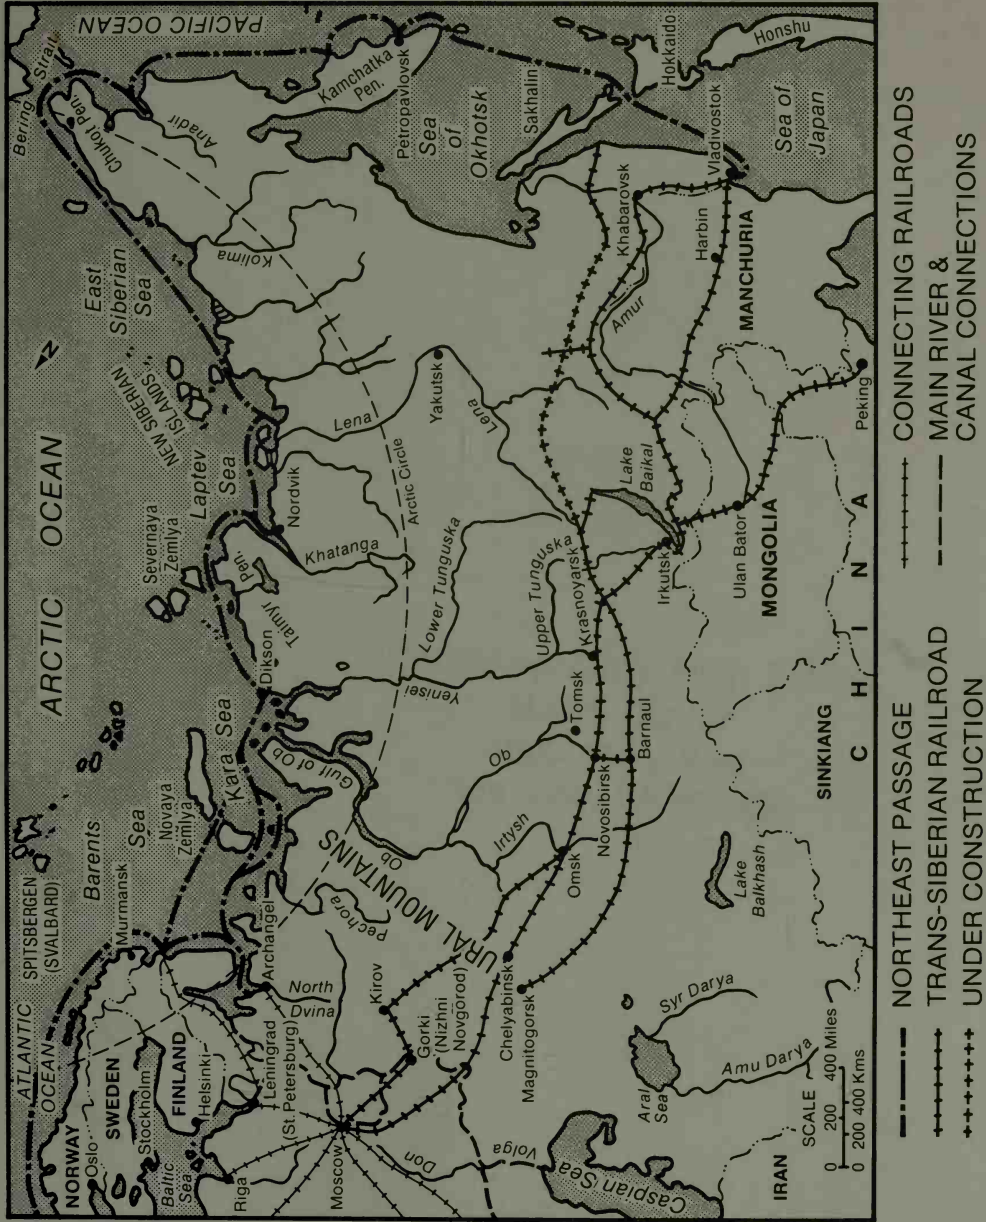 PACIFIC OCEAN
Bering Strait
Chukot Pen.
Anadir
Kamchatka
Pen.
Petropavlovsk
Sea
of
Okhotsk
Sakhalin
Hokkaido
Honshu
ARCTIC OCEAN
N
East
Siberian
Sea
Kolima
NEW SIBERIAN
ISLANDS
Laptev
Sea
Lena
Yakutsk
Lena
Khabarovsk
Vladivostok
Sea of
Japan
Amur
Harbin
MANCHURIA
Severnaya
Zemlya
Nordvik
Taimyr Pen.
Khatanga
Arctic Circle
Lower Tunguska
Upper Tunguska
Lake
Baikal
Krasnoyarsk
Irkutsk
Ulan Bator
MONGOLIA
Peking
Dikson
Kara Sea
Yenisei
Gulf of Ob
Ob
Ob
Tomsk
Novosibirsk
Barnaul
SINKIANG
CHINA
SPITSBERGEN
(SVALBARD)
Barents
Sea
Novaya
Zemlya
Murmansk
Archangel
Pechora
URAL MOUNTAINS
Irtysh
Omsk
Lake
Balkhash
ATLANTIC
OCEAN
NORWAY
Oslo
SWEDEN
Stockholm
FINLAND
Helsinki
Baltic
Sea
Leningrad
(St. Petersburg)
North
Dvina
Kirov
Gorki
(Nizhni
Novgorod)
Chelyabinsk
Magnitogorsk
Riga
Moscow
Don
Volga
Caspian Sea
Aral
Sea
Syr Darya
Amu Darya
IRAN
SCALE
0 200 400 Miles
0 200 400 Kms
NORTHEAST PASSAGE
TRANS-SIBERIAN RAILROAD
UNDER CONSTRUCTION
CONNECTING RAILROADS
MAIN RIVER &
CANAL CONNECTIONS